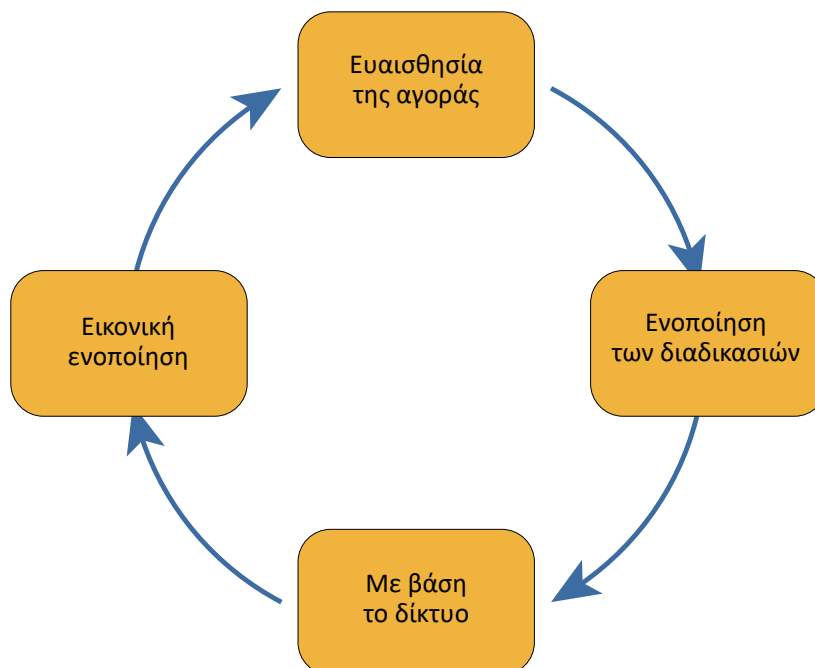 Ευαισθησία
της αγοράς
Ενοποίηση
των διαδικασιών
Με βάση
το δίκτυο
Εικονική
ενοποίηση